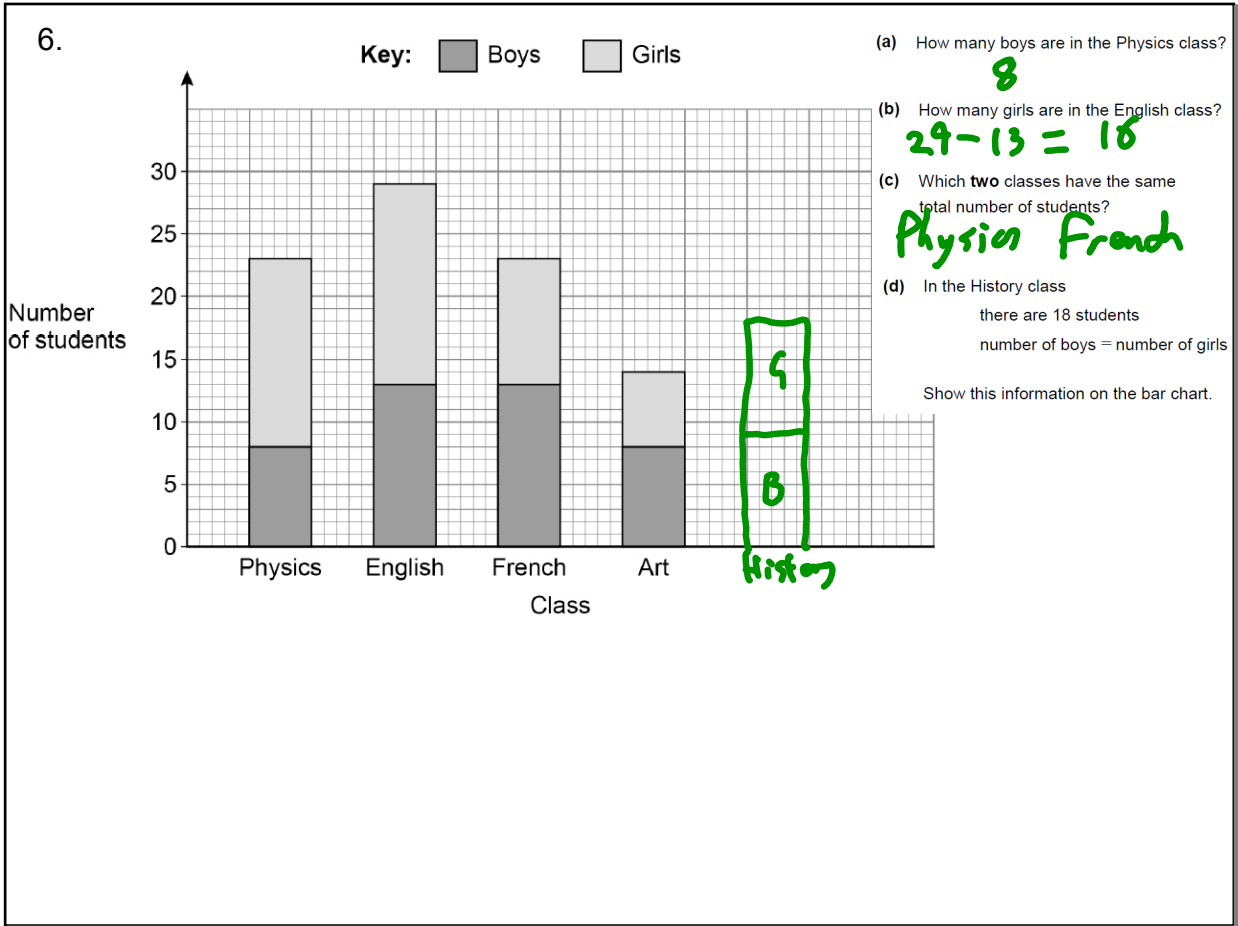 6.
Key: Boys Girls
30
25
20
15
10
5
0
Number
of students
Physics English French Art History
Class
(a) How many boys are in the Physics class?
8
(b) How many girls are in the English class?
29-13 = 16
(c) Which two classes have the same
total number of students?
Physics French
(d) In the History class
there are 18 students
number of boys = number of girls
Show this information on the bar chart.
G
B